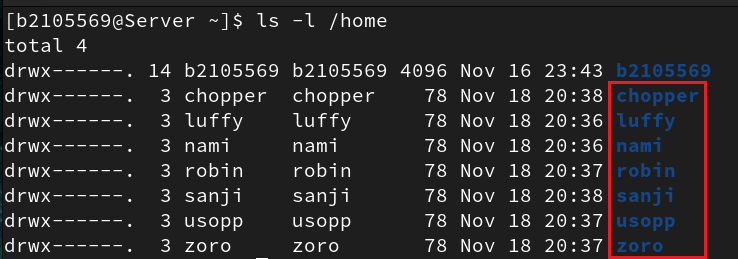 [b2105569@Server ~]$ ls -l /home
total 4
drwx------. 14 b2105569 b2105569 4096 Nov 16 23:43 b2105569
drwx------.  3 chopper  chopper    78 Nov 18 20:38 chopper
drwx------.  3 luffy    luffy      78 Nov 18 20:36 luffy
drwx------.  3 nami     nami       78 Nov 18 20:36 nami
drwx------.  3 robin    robin      78 Nov 18 20:37 robin
drwx------.  3 sanji    sanji      78 Nov 18 20:38 sanji
drwx------.  3 usopp    usopp      78 Nov 18 20:37 usopp
drwx------.  3 zoro     zoro       78 Nov 18 20:37 zoro